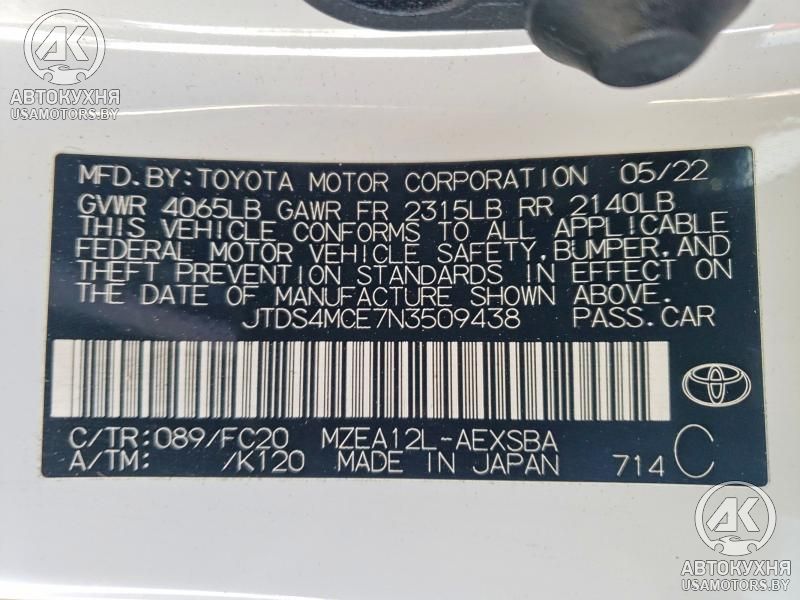 AK
АВТОКУХНЯ
USAMOTORS.BY
MFD.BY:TOYOTA MOTOR CORPORATION 05/22
GVWR 4065LB GAWR FR 2315LB RR 2140LB
THIS VEHICLE CONFORMS TO ALL APPLICABLE
FEDERAL MOTOR VEHICLE SAFETY, BUMPER, AND
THEFT PREVENTION STANDARDS IN EFFECT ON
THE DATE OF MANUFACTURE SHOWN ABOVE.
JTDS4MCE7N3509438 PASS.CAR
C/TR:089/FC20 MZEA12L-AEXSBA
A/TM: /K120 MADE IN JAPAN 714 C
AK
АВТОКУХНЯ
USAMOTORS.BY